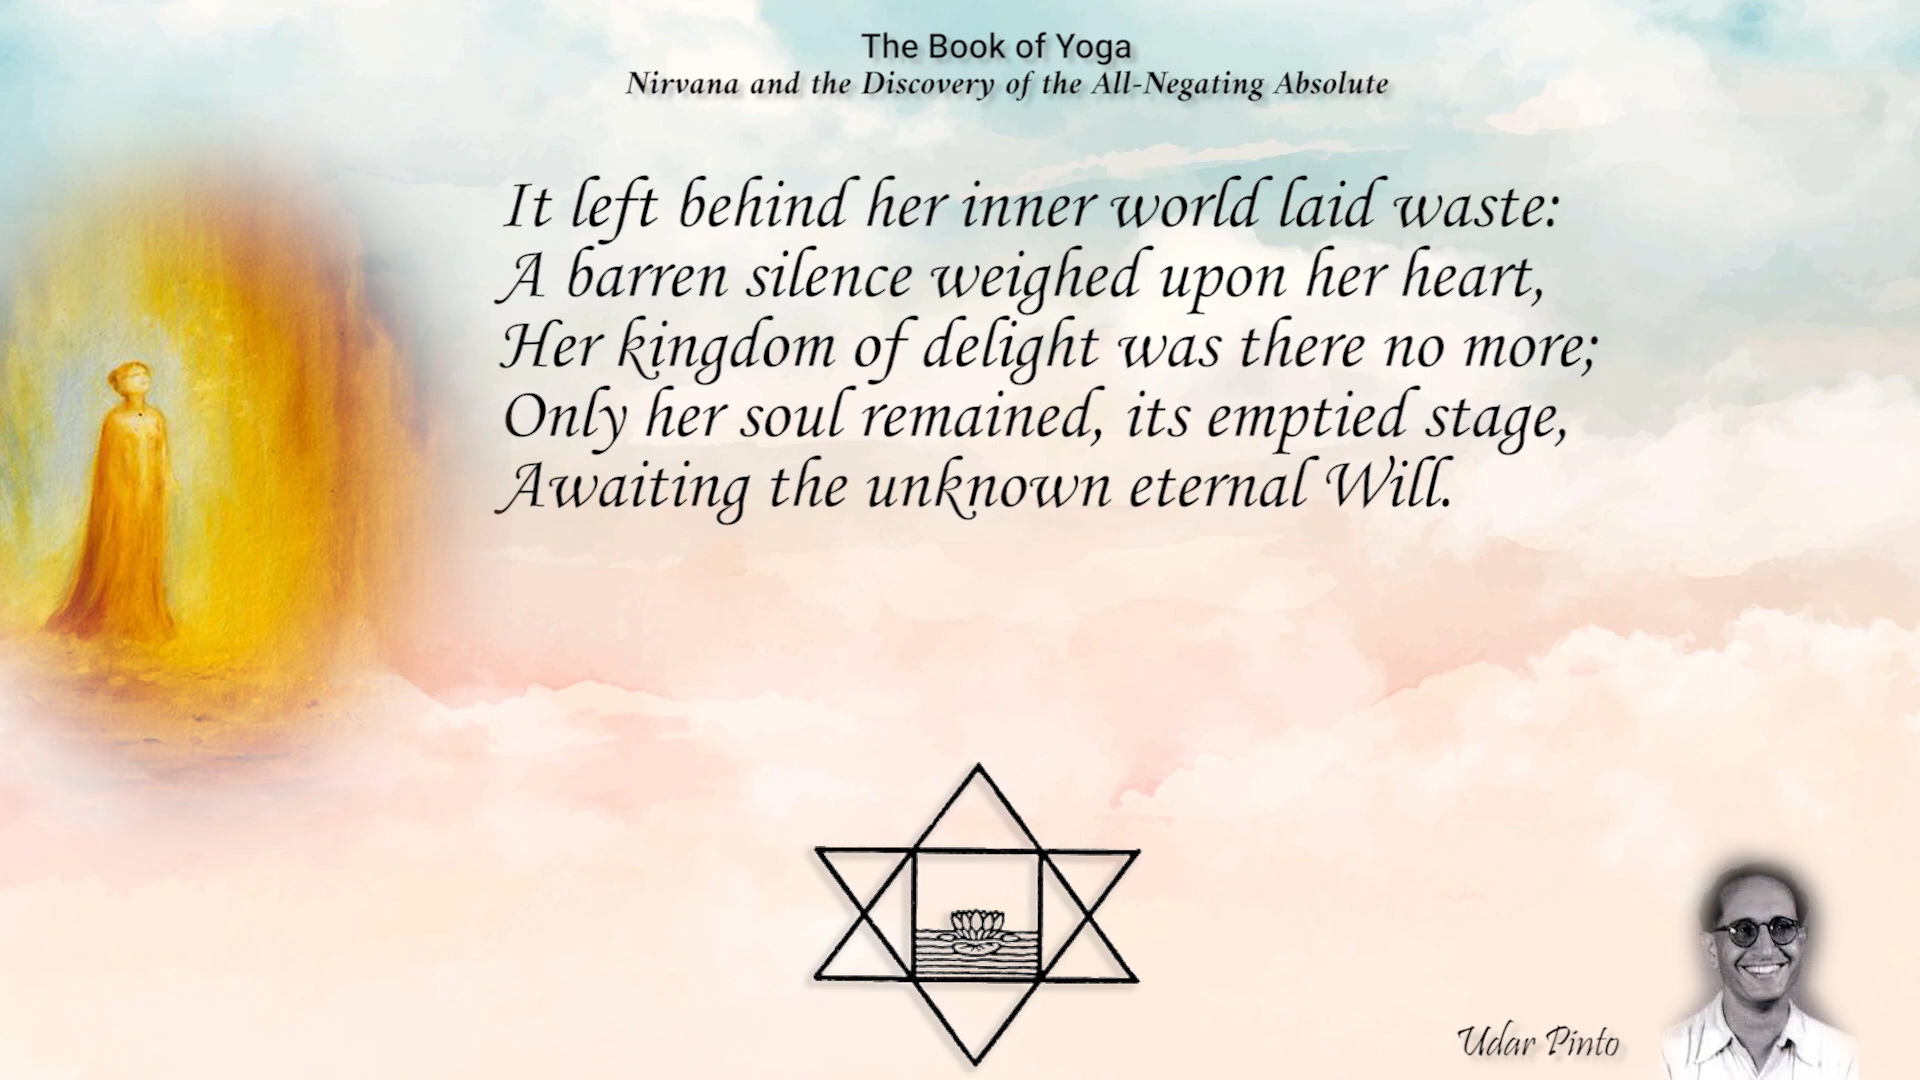 The Book of Yoga
Nirvana and the Discovery of the All-Negating Absolute
It left behind her inner world laid waste:
A barren silence weighed upon her heart,
Her kingdom of delight was there no more;
Only her soul remained, its emptied stage,
Awaiting the unknown eternal Will.
Udar Pinto